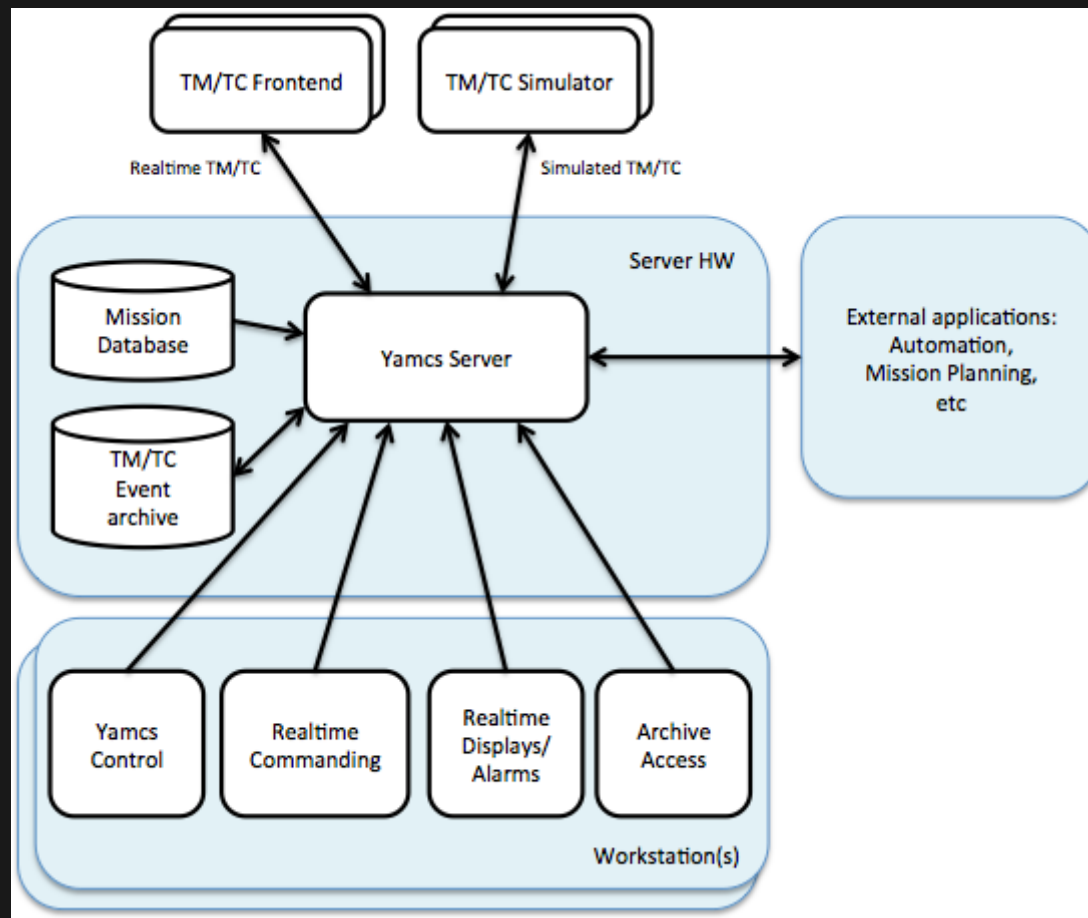 TM/TC Frontend
TM/TC Simulator
Realtime TM/TC
Simulated TM/TC
Server HW
Mission
Database
Yamcs Server
External applications:
Automation,
Mission Planning,
etc
TM/TC
Event
archive
Yamcs
Control
Realtime
Commanding
Realtime
Displays/
Alarms
Archive
Access
Workstation(s)